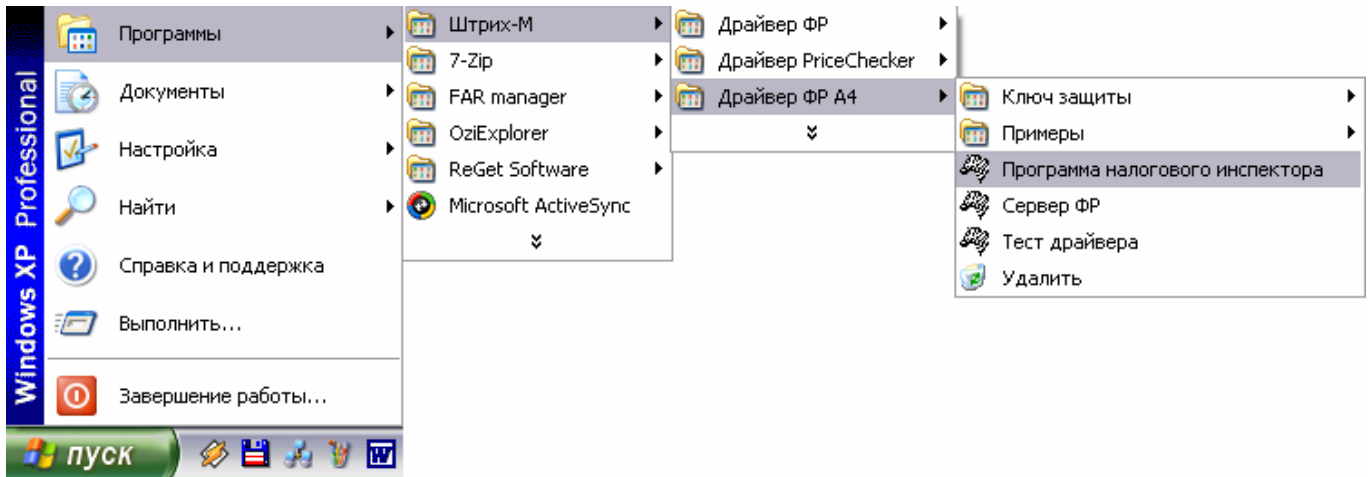 Windows XP Professional
Программы
Документы
Настройка
Найти
Справка и поддержка
Выполнить...
Завершение работы...
пуск
Штрих-М
7-Zip
FAR manager
OziExplorer
ReGet Software
Microsoft ActiveSync
Драйвер ФР
Драйвер PriceChecker
Драйвер ФР А4
Ключ защиты
Примеры
Программа налогового инспектора
Сервер ФР
Тест драйвера
Удалить